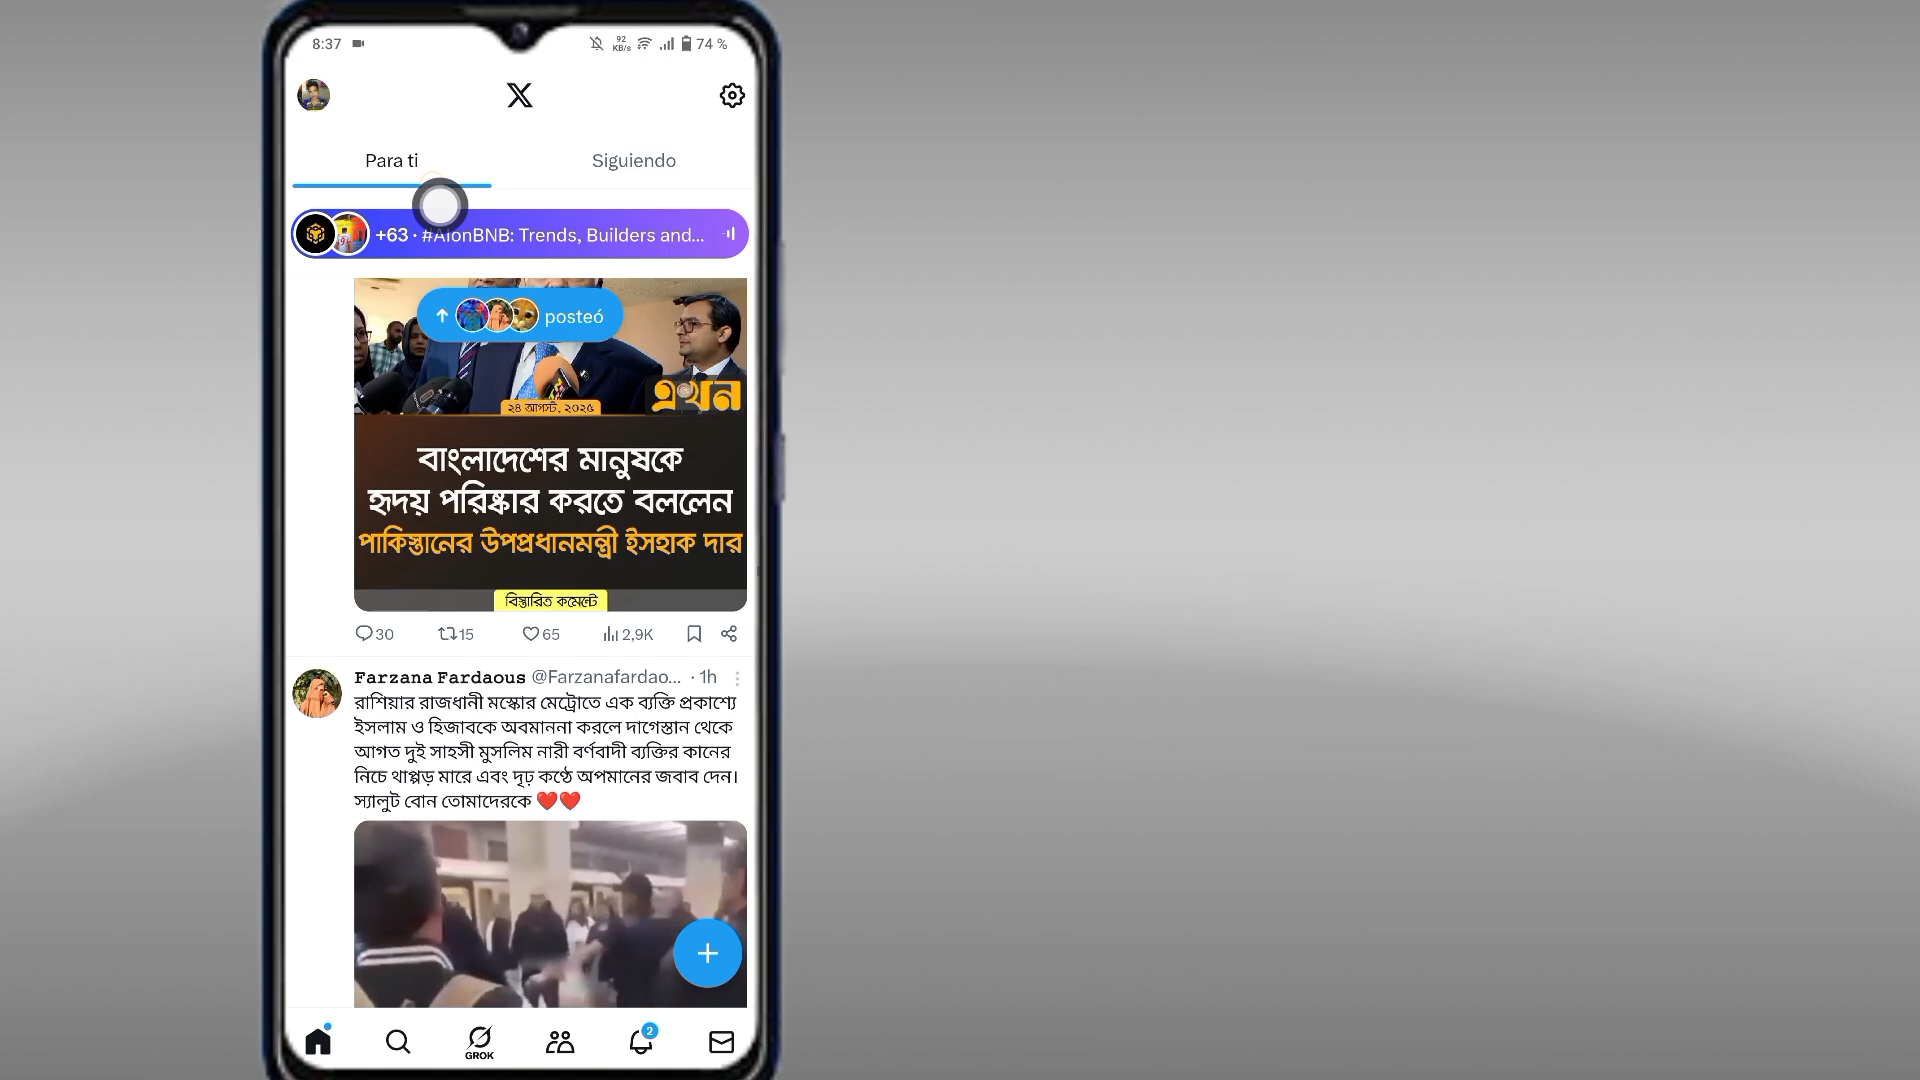 8:37
92
KB/s
74 %
Para ti
Siguiendo
+63 · #AIonBNB: Trends, Builders and...
posteó
এখন
২৪ আগস্ট, ২০২৫
বাংলাদেশের মানুষকে
হৃদয় পরিষ্কার করতে বললেন
পাকিস্তানের উপপ্রধানমন্ত্রী ইসহাক দার
বিস্তারিত কমেন্টে
30 15 65 2,9K
Farzana Fardaous @Farzanafardao... · 1h
রাশিয়ার রাজধানী মস্কোর মেট্রোতে এক ব্যক্তি প্রকাশ্যে
ইসলাম ও হিজাবকে অবমাননা করলে দাগেস্তান থেকে
আগত দুই সাহসী মুসলিম নারী বর্ণবাদী ব্যক্তির কানের
নিচে থাপ্পড় মারে এবং দৃঢ় কণ্ঠে অপমানের জবাব দেন।
স্যালুট বোন তোমাদেরকে ❤️❤️
2
GROK